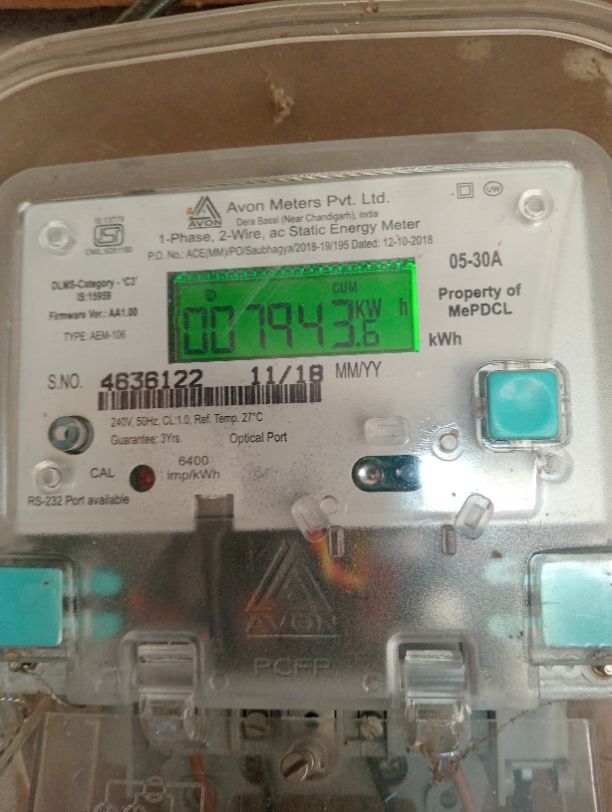 Avon Meters Pvt. Ltd.
AVON
Dera Bassi (Near Chandigarh), India
IS:13779
1-Phase, 2-Wire, ac Static Energy Meter
P.O. No.: ACE(MM)/PO/Saubhagya/2018-19/195 Dated: 12-10-2018
UW
DLMS-Category - 'C3'
IS:15959
Firmware Ver.: AA1.00
TYPE: AEM-106
CUM
007943.6 KW h
05-30A
Property of
MePDCL
kWh
S.NO. 4636122 11/18 MM/YY
240V, 50Hz, CL:1.0, Ref. Temp. 27°C
Guarantee: 3Yrs. Optical Port
CAL
6400
imp/kWh
RS-232 Port available
AVON